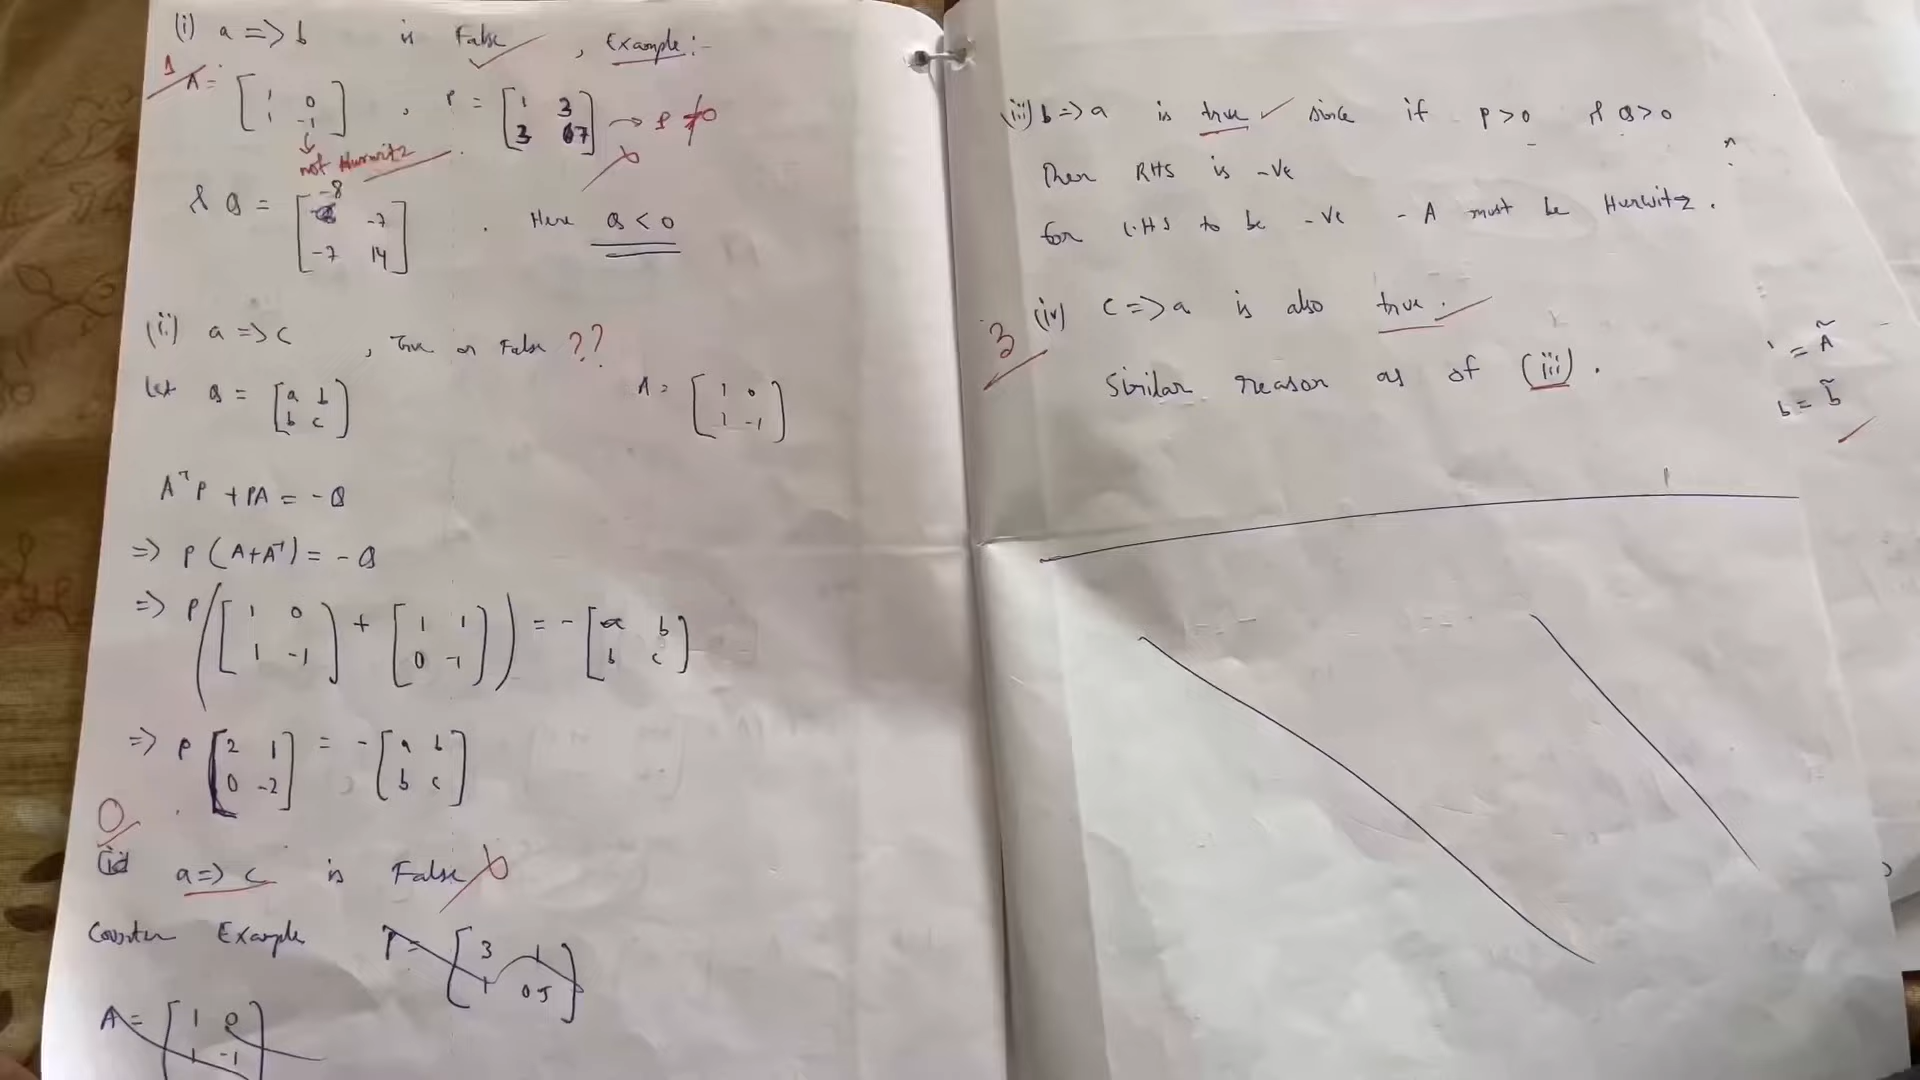 (i) a => b is False , Example:-
1
A = [ 1 0 ; 1 -1 ] , P = [ 1 3 ; 3 7 ] -> P ≯ 0
not Hurwitz
& Q = [ -8 -7 ; -7 14 ] . Here Q < 0
(ii) a => c , True or False ??
Let Q = [ a b ; b c ] A = [ 1 0 ; 1 -1 ]
AᵀP + PA = -Q
=> P (A+Aᵀ) = -Q
=> P ( [ 1 0 ; 1 -1 ] + [ 1 1 ; 0 -1 ] ) = - [ a b ; b c ]
=> P [ 2 1 ; 0 -2 ] = - [ a b ; b c ]
0
(ii) a => c is False
Counter Example P = [ 3 1 ; 1 0.5 ]
A = [ 1 0 ; 1 -1 ]
(iii) b => a is true since if P>0 & Q>0
Then RHS is -ve
for LHS to be -ve - A must be Hurwitz.
3
(iv) c => a is also true.
Similar reason as of (iii).
= Ã
b = b̃